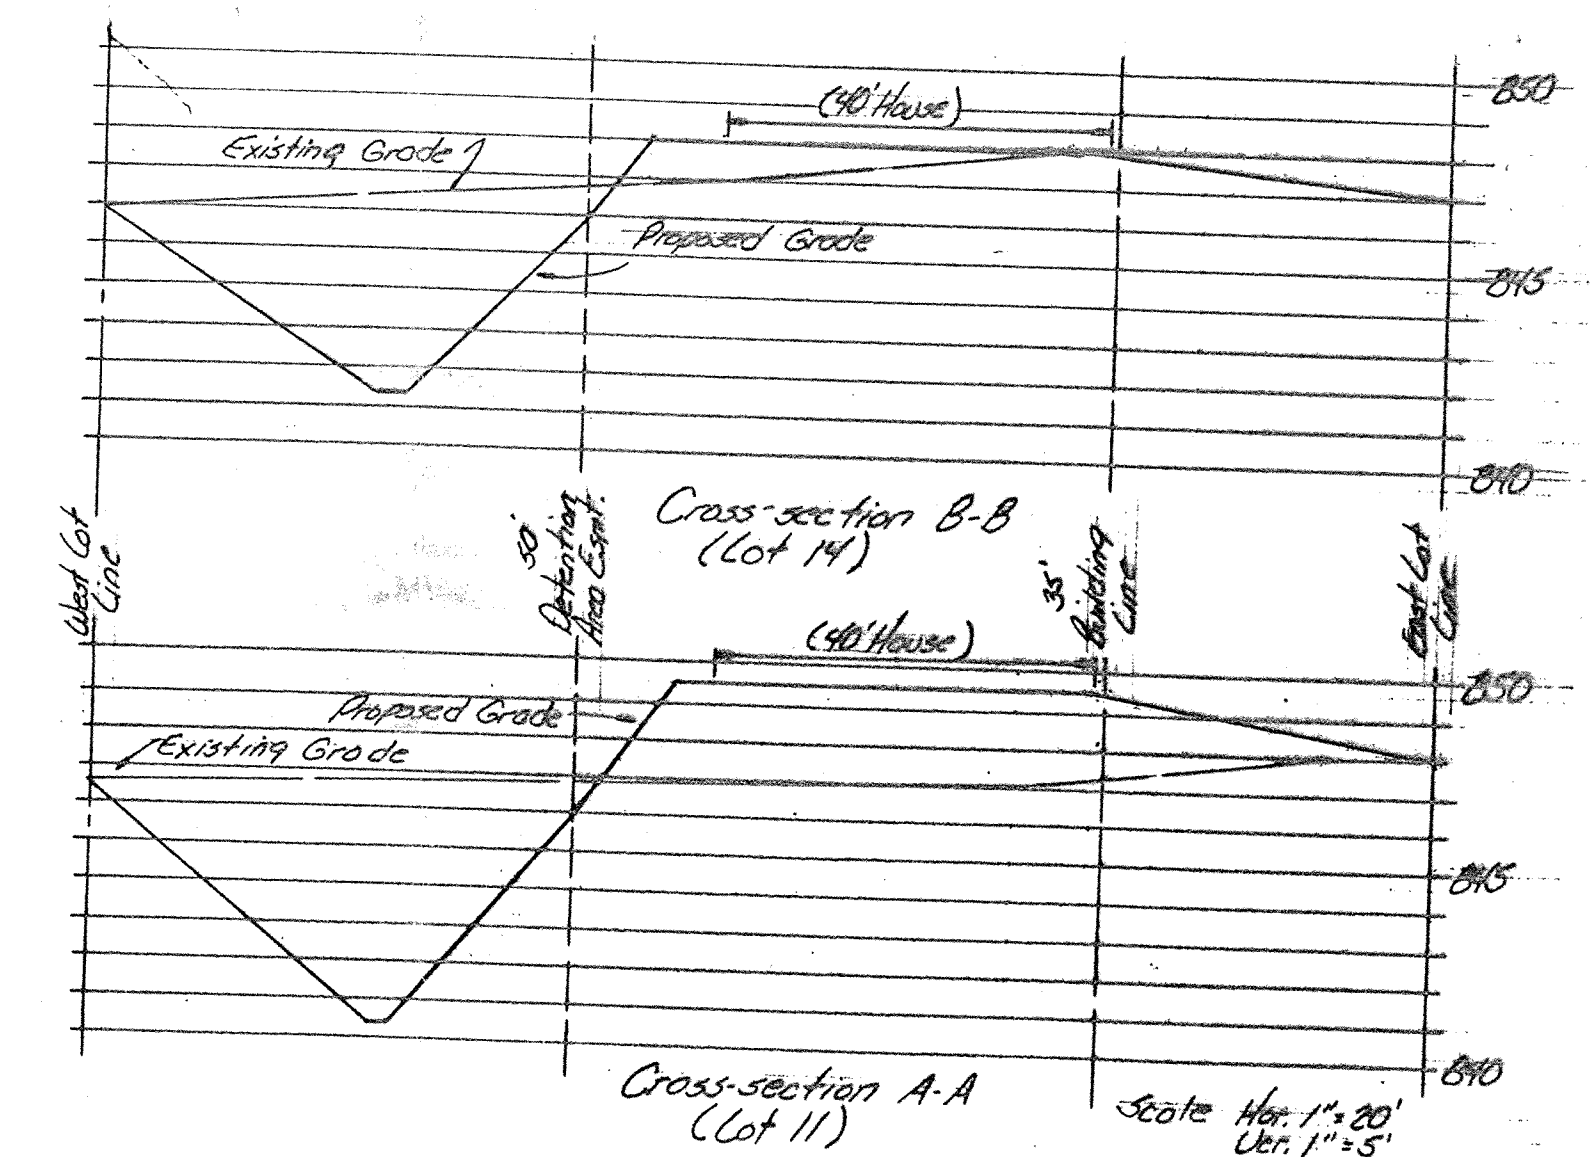 850
(40' House)
Existing Grade
Proposed Grade
845
840
Cross-section B-B
(Lot 14)
West Lot
Line
50'
Detention
Area Esmt.
35'
Building
Line
East Lot
Line
(40' House)
850
Proposed Grade
Existing Grade
845
840
Cross-section A-A
(Lot 11)
Scale Hor. 1"=20'
Ver. 1"=5'